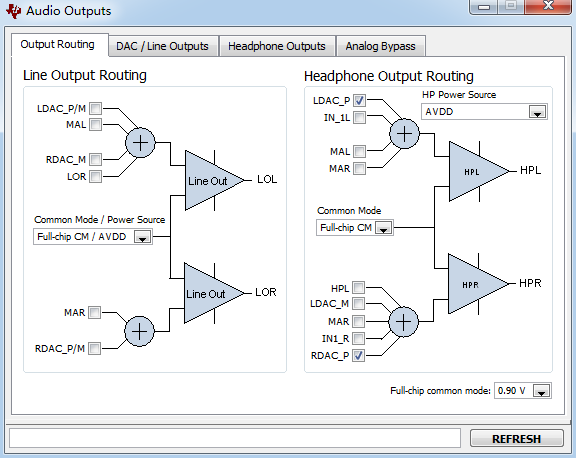 Audio Outputs
Output Routing
DAC / Line Outputs
Headphone Outputs
Analog Bypass
Line Output Routing
LDAC_P/M
MAL
RDAC_M
LOR
Line Out
LOL
Common Mode / Power Source
Full-chip CM / AVDD
Line Out
LOR
MAR
RDAC_P/M
Headphone Output Routing
LDAC_P
IN_1L
MAL
MAR
HP Power Source
AVDD
HPL
HPL
Common Mode
Full-chip CM
HPL
LDAC_M
MAR
IN1_R
RDAC_P
HPR
HPR
Full-chip common mode: 0.90 V
REFRESH